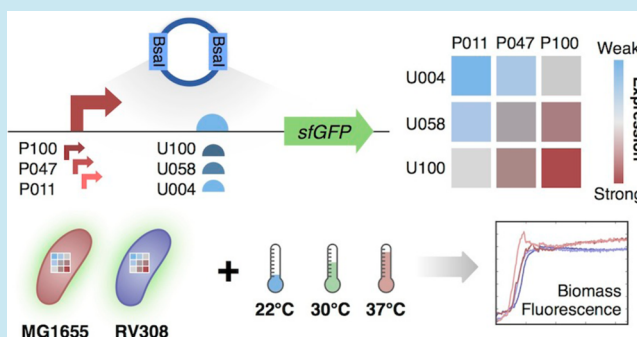 BsaI
BsaI
P100
P047
P011
U100
U058
U004
sfGFP
P011 P047 P100
U004
U058
U100
Weak
Expression
Strong
MG1655
RV308
+
22°C
30°C
37°C
Biomass
Fluorescence